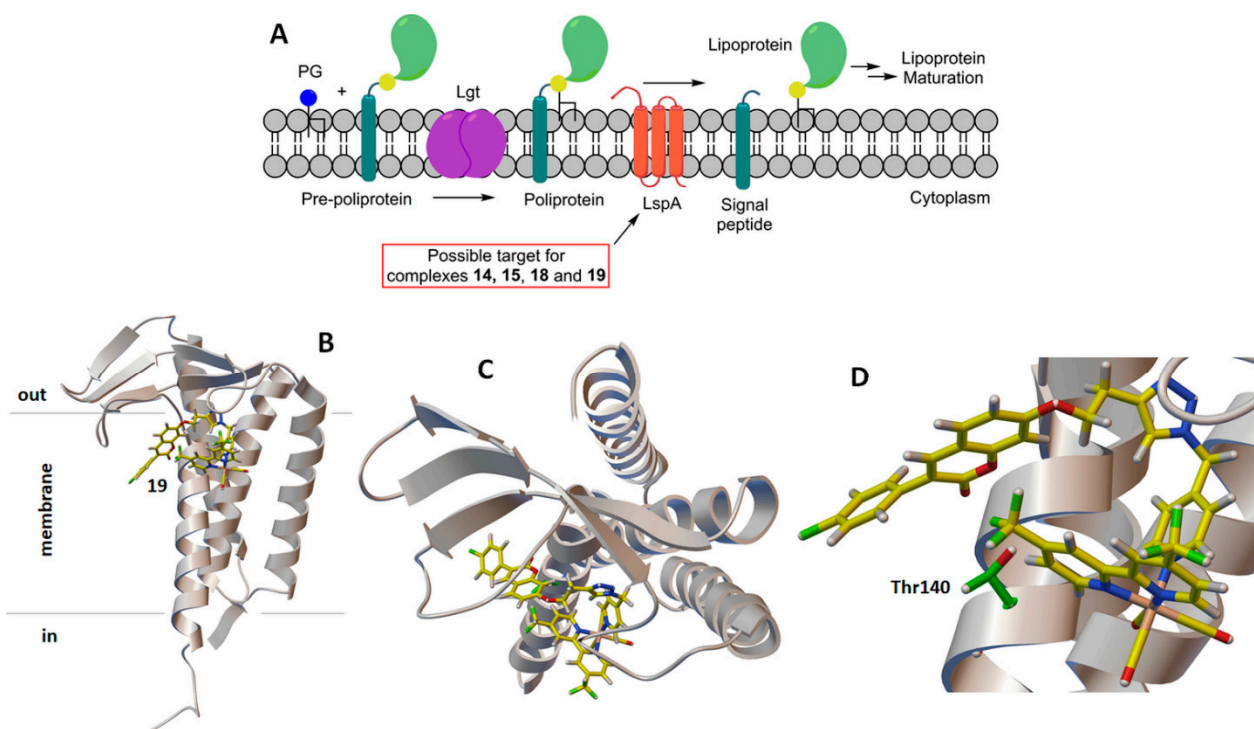 A
PG
+
Lgt
Lipoprotein
Lipoprotein
Maturation
Pre-poliprotein
Poliprotein
LspA
Signal
peptide
Cytoplasm
Possible target for
complexes 14, 15, 18 and 19
B
out
19
membrane
in
C
D
Thr140